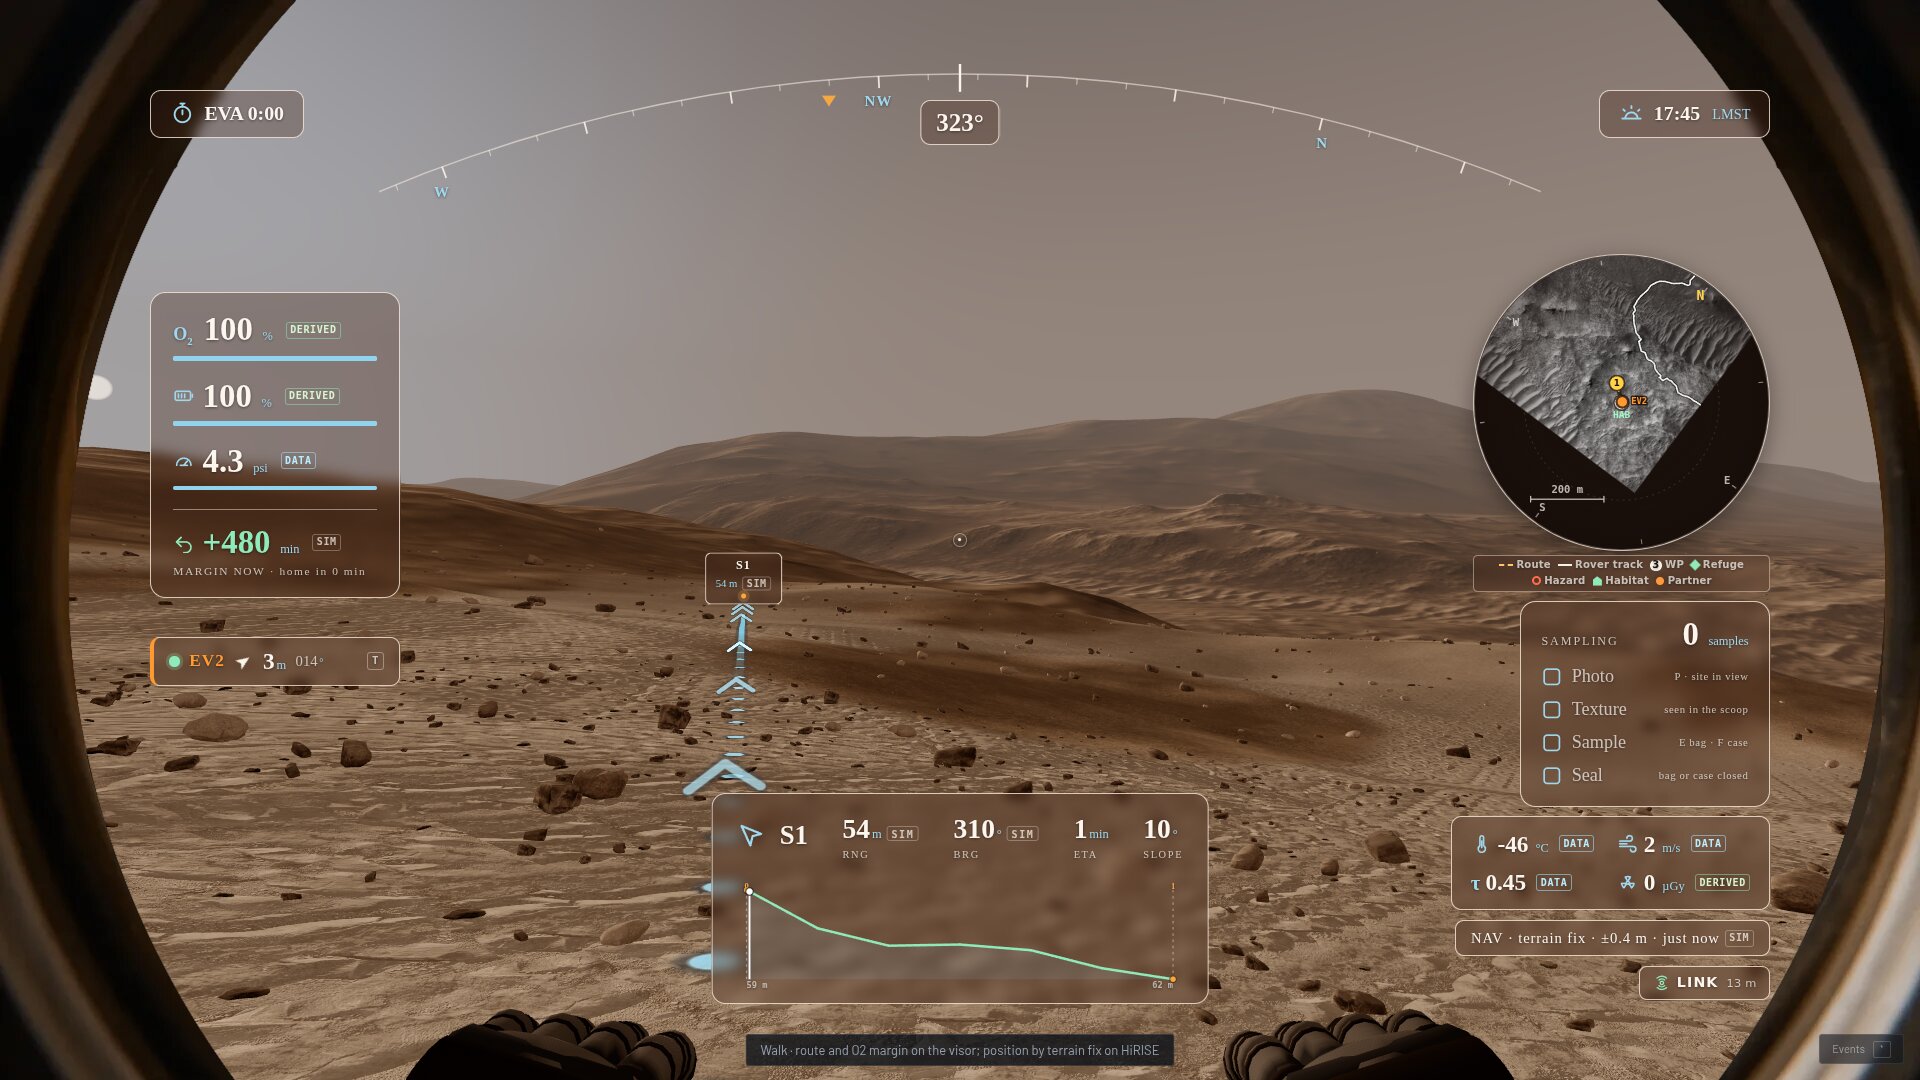 EVA 0:00
NW
323°
W
N
17:45 LMST
O2 100 % DERIVED
100 % DERIVED
4.3 psi DATA
+480 min SIM
MARGIN NOW · home in 0 min
EV2 3 m 014° T
S1
54 m SIM
N
W
1
EV2
HAB
200 m
E
S
Route Rover track 3 WP Refuge
Hazard Habitat Partner
SAMPLING 0 samples
Photo P · site in view
Texture seen in the scoop
Sample E bag · F case
Seal bag or case closed
S1 54 m SIM 310° SIM 1 min 10°
RNG BRG ETA SLOPE
59 m 62 m
-46 °C DATA 2 m/s DATA
τ 0.45 DATA 0 µGy DERIVED
NAV · terrain fix · ±0.4 m · just now SIM
LINK 13 m
Walk · route and O2 margin on the visor; position by terrain fix on HiRISE
Events